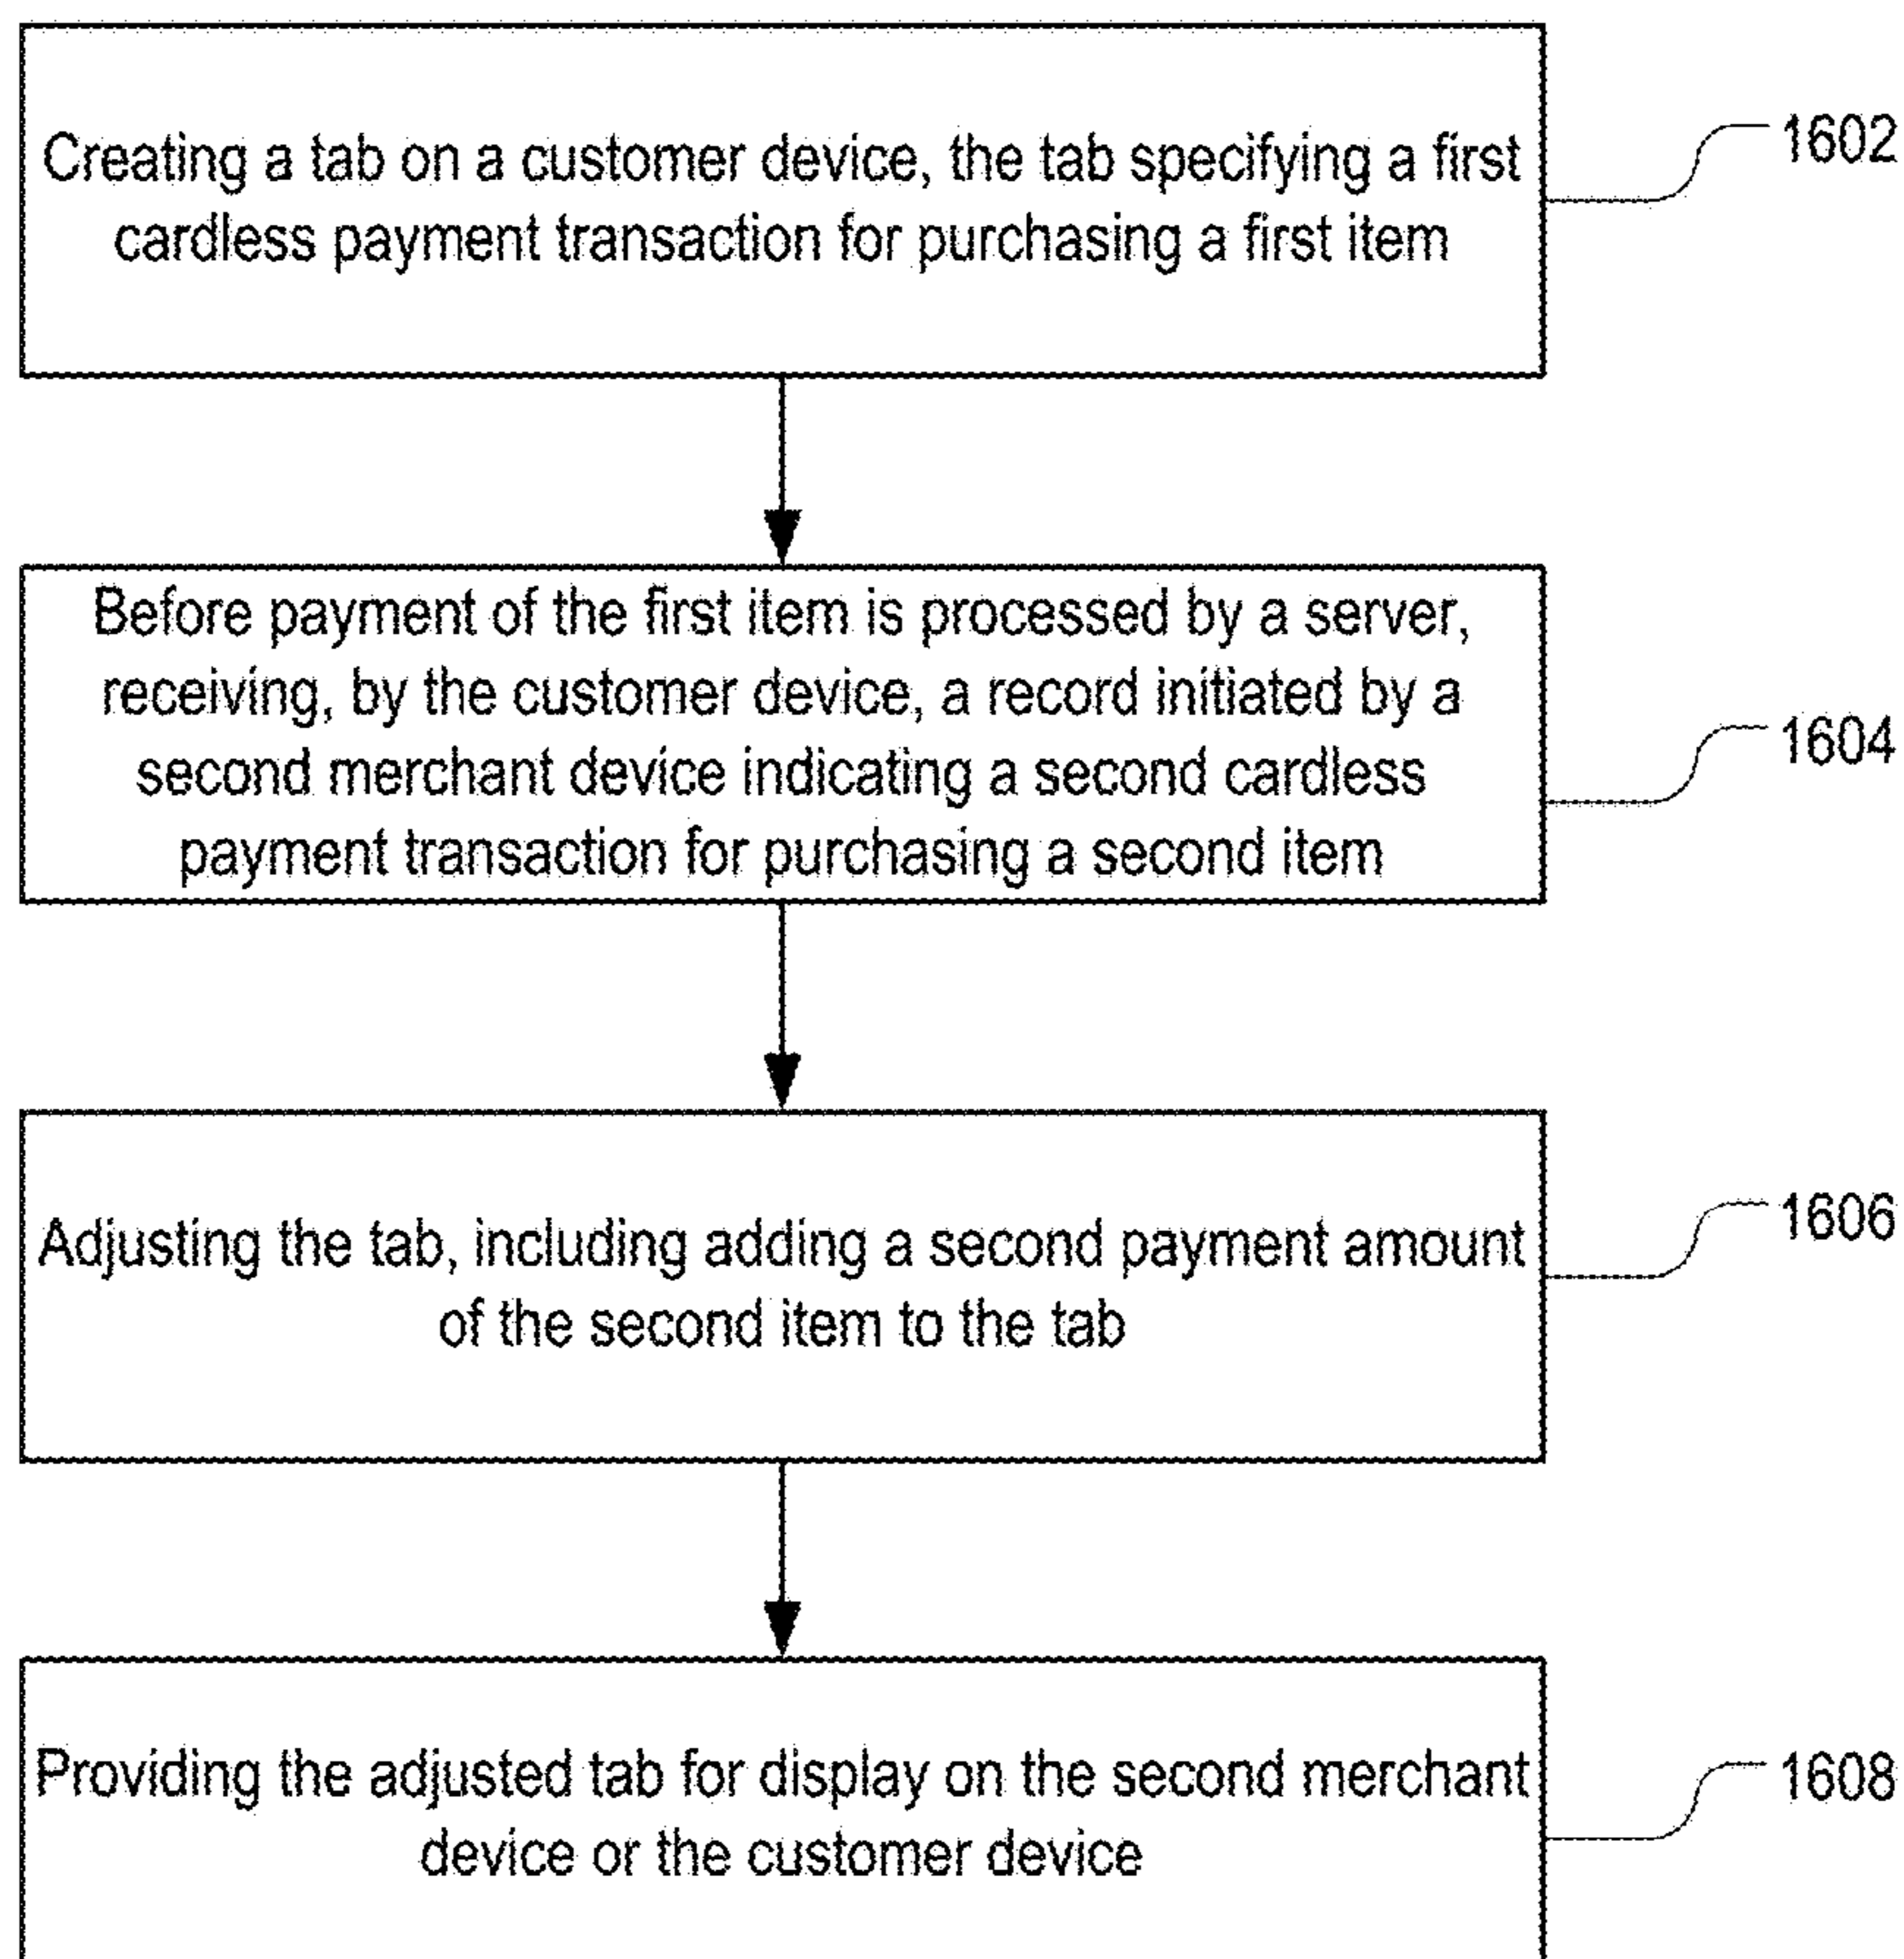 Creating a tab on a customer device, the tab specifying a first
cardless payment transaction for purchasing a first item
1602
Before payment of the first item is processed by a server,
receiving, by the customer device, a record initiated by a
second merchant device indicating a second cardless
payment transaction for purchasing a second item
1604
Adjusting the tab, including adding a second payment amount
of the second item to the tab
1606
Providing the adjusted tab for display on the second merchant
device or the customer device
1608